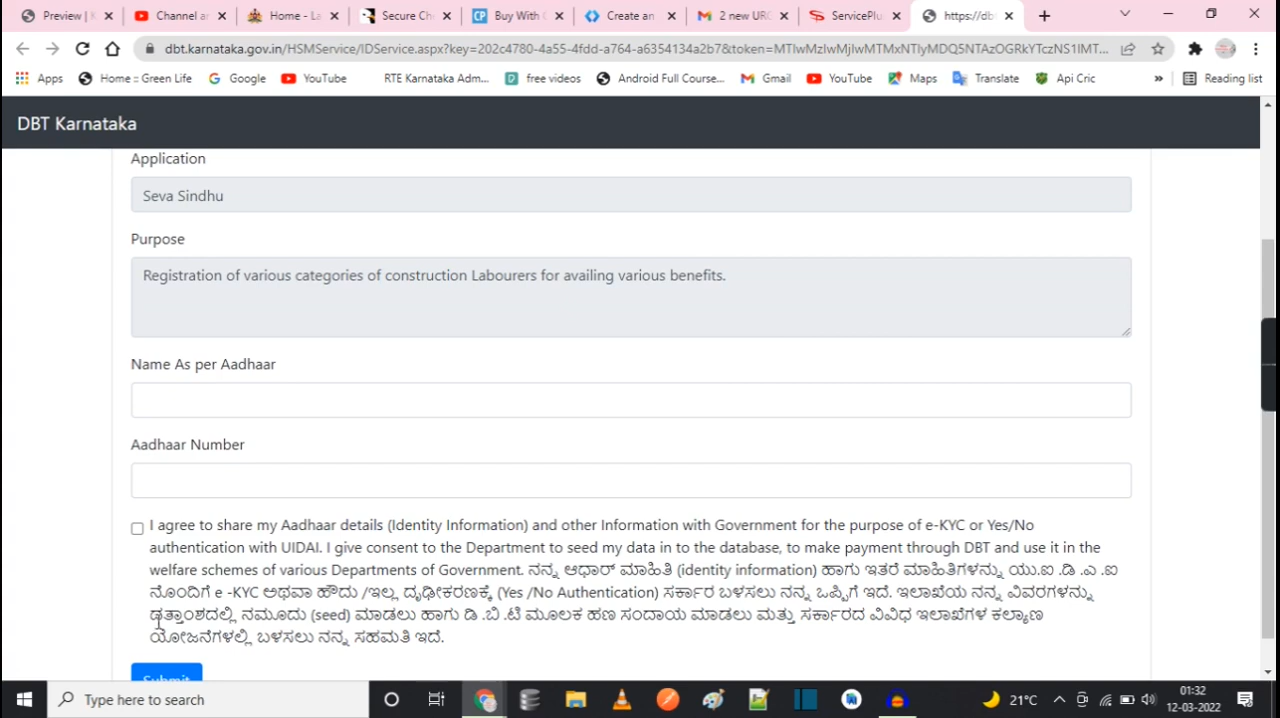 Preview | K
Channel a
Home - La
Secure Ch
Buy With
Create an
2 new URG
ServicePlu
https://db
dbt.karnataka.gov.in/HSMService/IDService.aspx?key=202c4780-4a55-4fdd-a764-a6354134a2b7&token=
Apps
Home :: Green Life
Google
YouTube
RTE Karnataka Adm...
free videos
Android Full Course...
Gmail
YouTube
Maps
Translate
Api Cric
»
Reading list
DBT Karnataka
Application
Seva Sindhu
Purpose
Registration of various categories of construction Labourers for availing various benefits.
Name As per Aadhaar
Aadhaar Number
I agree to share my Aadhaar details (Identity Information) and other Information with Government for the purpose of e-KYC or Yes/No
authentication with UIDAI. I give consent to the Department to seed my data in to the database, to make payment through DBT and use it in the
welfare schemes of various Departments of Government. ನನ್ನ ಆಧಾರ್ ಮಾಹಿತಿ (identity information) ಹಾಗು ಇತರೆ ಮಾಹಿತಿಗಳನ್ನು ಯು.ಐ .ಡಿ .ಎ .ಐ
ನೊಂದಿಗೆ e -KYC ಅಥವಾ ಹೌದು /ಇಲ್ಲ ದೃಢೀಕರಣಕ್ಕೆ (Yes /No Authentication) ಸರ್ಕಾರ ಬಳಸಲು ನನ್ನ ಒಪ್ಪಿಗೆ ಇದೆ. ಇಲಾಖೆಯ ನನ್ನ ವಿವರಗಳನ್ನು
ಢತ್ತಾಂಶದಲ್ಲಿ ನಮೂದು (seed) ಮಾಡಲು ಹಾಗು ಡಿ .ಬಿ .ಟಿ ಮೂಲಕ ಹಣ ಸಂದಾಯ ಮಾಡಲು ಮತ್ತು ಸರ್ಕಾರದ ವಿವಿಧ ಇಲಾಖೆಗಳ ಕಲ್ಯಾಣ
ಯೋಜನೆಗಳಲ್ಲಿ ಬಳಸಲು ನನ್ನ ಸಹಮತಿ ಇದೆ.
Submit
Type here to search
21°C
01:32
12-03-2022